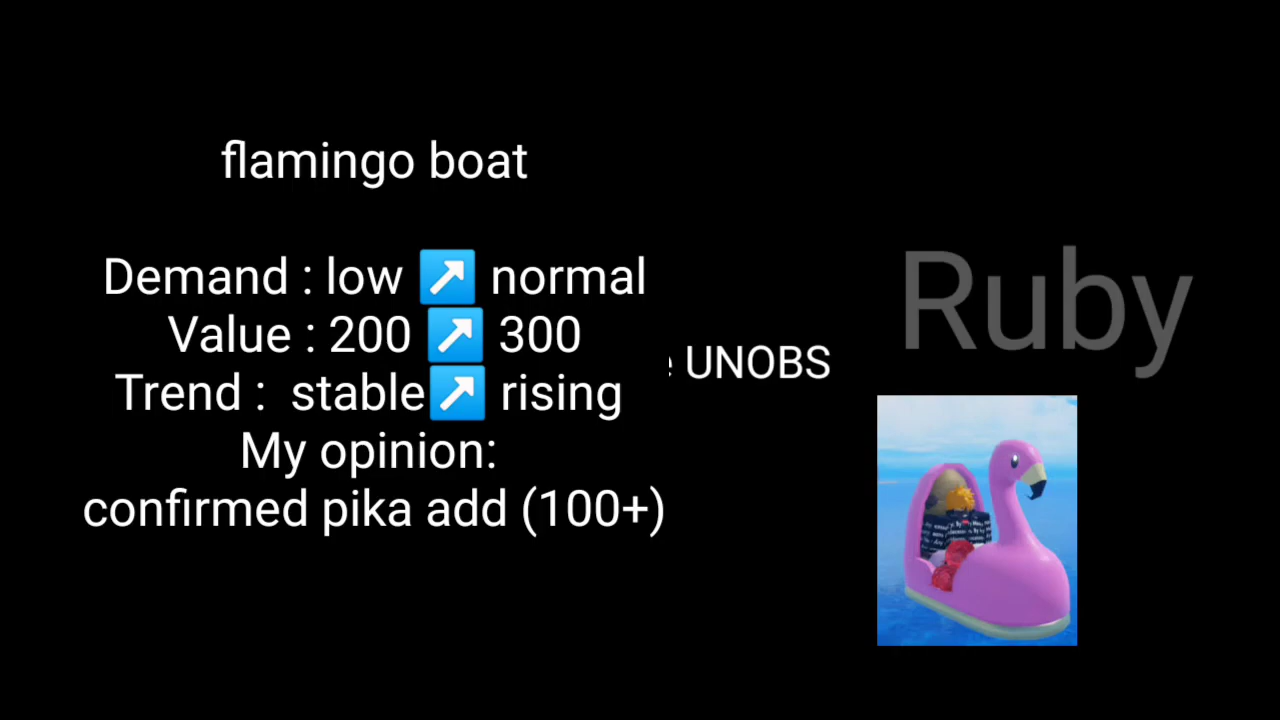 flamingo boat
Demand : low ↗ normal
Value : 200 ↗ 300
Trend :  stable↗ rising
My opinion:
confirmed pika add (100+)
UNOBS
Ruby